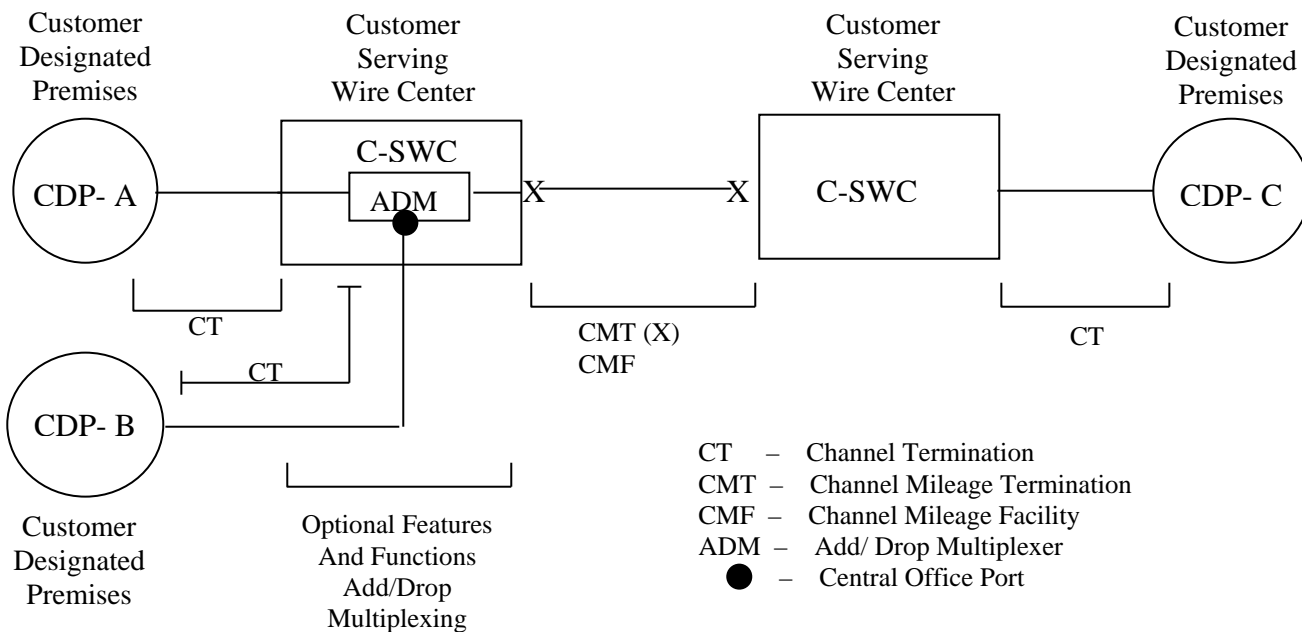 Customer
Designated
Premises
Customer
Serving
Wire Center
Customer
Serving
Wire Center
Customer
Designated
Premises
CDP- A
C-SWC
ADM
X
X
C-SWC
CDP- C
CT
CMT (X)
CMF
CT
CT
CDP- B
Customer
Designated
Premises
Optional Features
And Functions
Add/Drop
Multiplexing
CT – Channel Termination
CMT – Channel Mileage Termination
CMF – Channel Mileage Facility
ADM – Add/ Drop Multiplexer
– Central Office Port